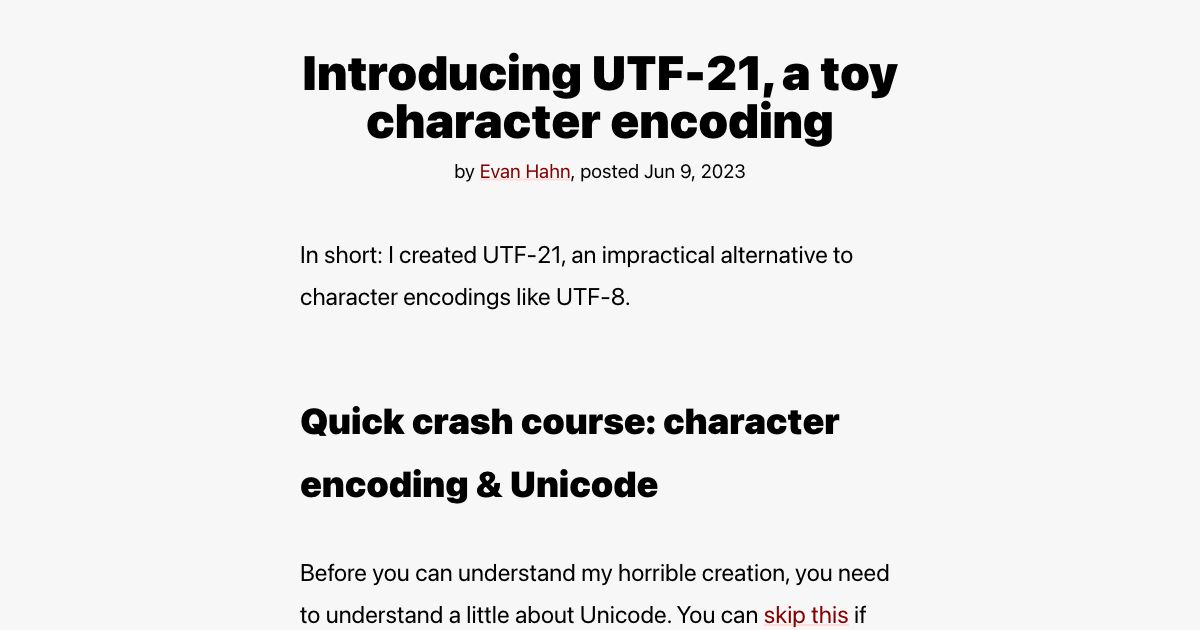 Introducing UTF-21, a toy
character encoding
by Evan Hahn, posted Jun 9, 2023
In short: I created UTF-21, an impractical alternative to
character encodings like UTF-8.
Quick crash course: character
encoding & Unicode
Before you can understand my horrible creation, you need
to understand a little about Unicode. You can skip this if